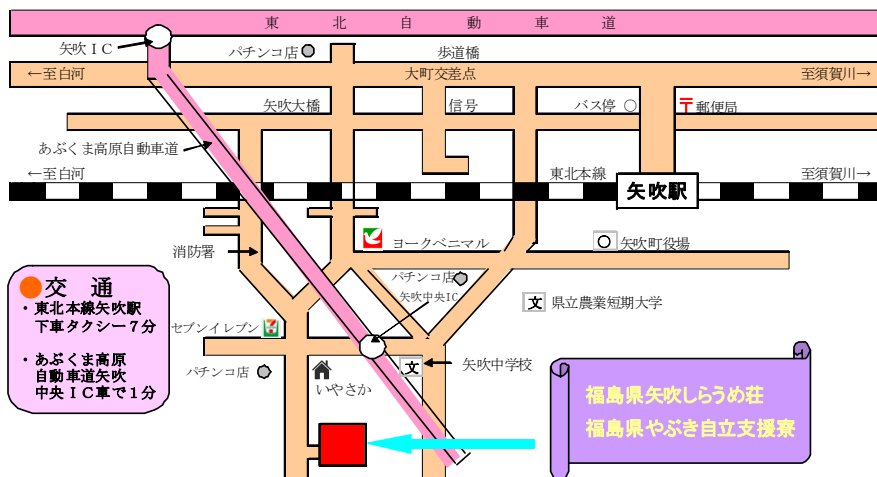 東北自動車道
矢吹ＩＣ
パチンコ店
歩道橋
←至白河
大町交差点
至須賀川→
矢吹大橋
信号
バス停
〒郵便局
あぶくま高原自動車道
←至白河
東北本線
至須賀川→
矢吹駅
消防署
ヨークベニマル
矢吹町役場
●交　通
・東北本線矢吹駅
下車タクシー７分
・あぶくま高原
自動車道矢吹
中央ＩＣ車で１分
パチンコ店
矢吹中央IC
文 県立農業短期大学
セブンイレブン
パチンコ店
いやさか
文
矢吹中学校
福島県矢吹しらうめ荘
福島県やぶき自立支援寮